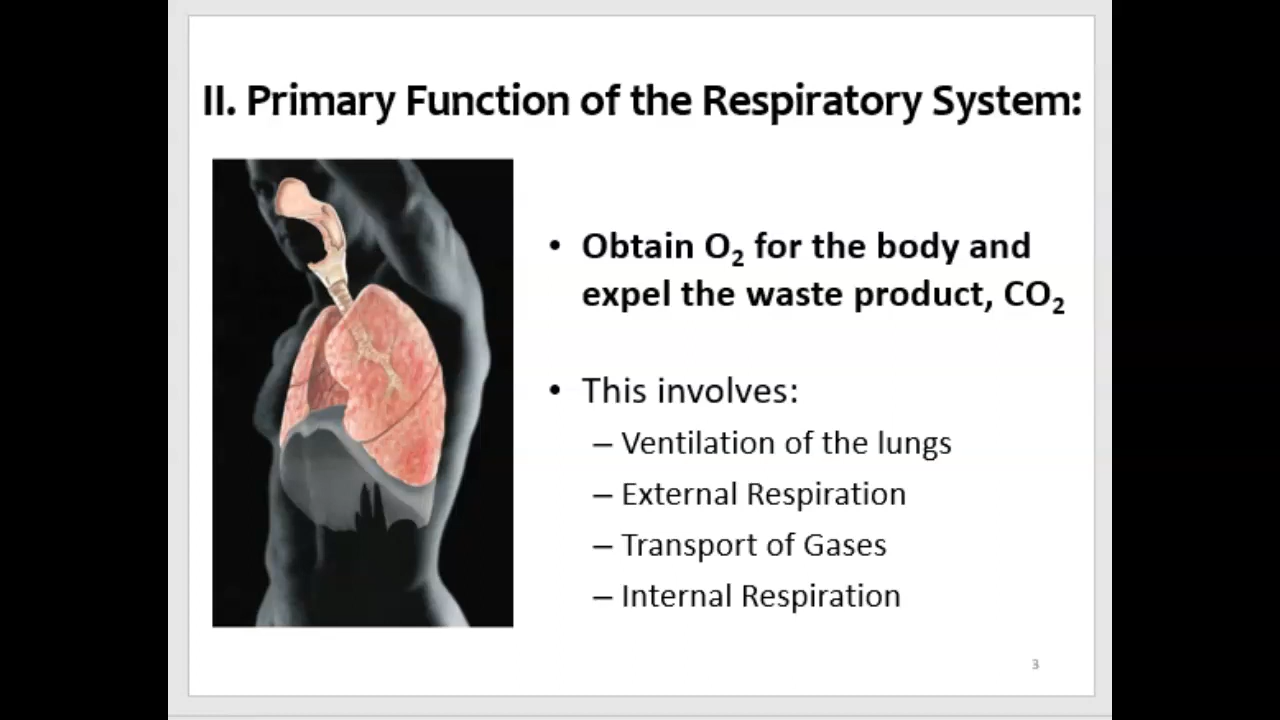 II. Primary Function of the Respiratory System:
• Obtain O₂ for the body and
expel the waste product, CO₂
• This involves:
– Ventilation of the lungs
– External Respiration
– Transport of Gases
– Internal Respiration
3